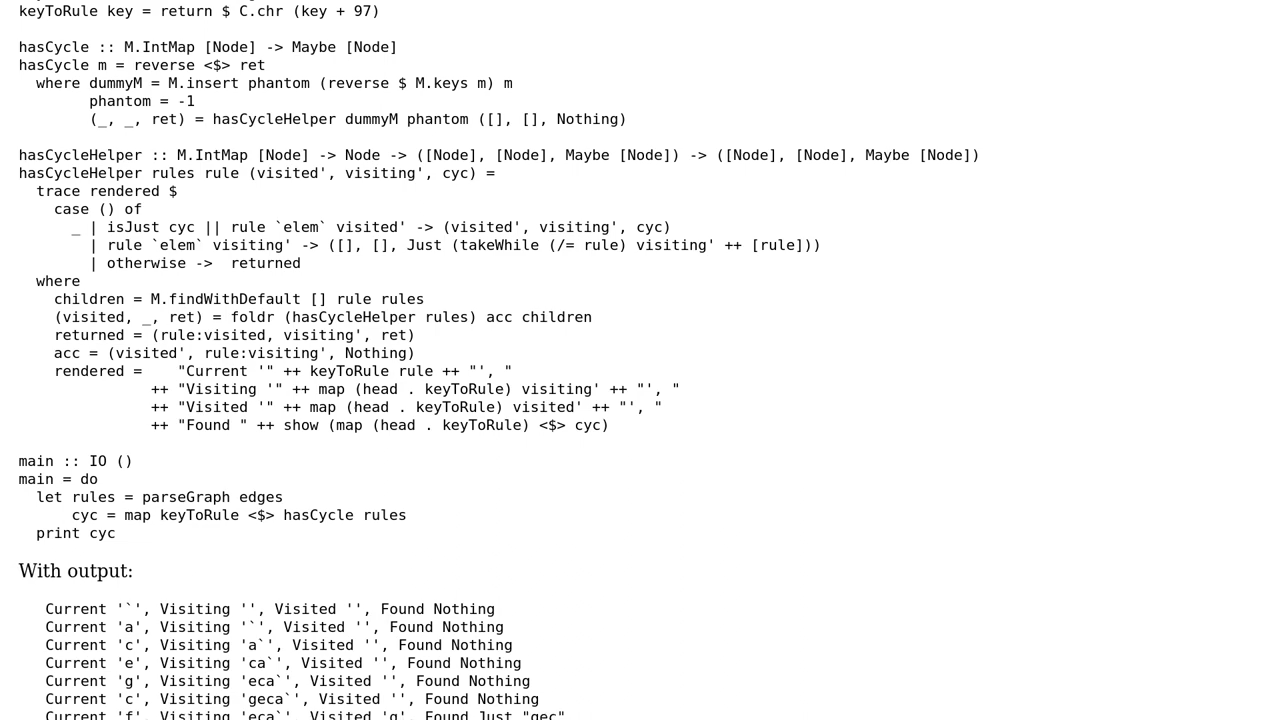 keyToRule key = return $ C.chr (key + 97)

hasCycle :: M.IntMap [Node] -> Maybe [Node]
hasCycle m = reverse <$> ret
  where dummyM = M.insert phantom (reverse $ M.keys m) m
        phantom = -1
        (_, _, ret) = hasCycleHelper dummyM phantom ([], [], Nothing)

hasCycleHelper :: M.IntMap [Node] -> Node -> ([Node], [Node], Maybe [Node]) -> ([Node], [Node], Maybe [Node])
hasCycleHelper rules rule (visited', visiting', cyc) =
  trace rendered $
    case () of
      _ | isJust cyc || rule `elem` visited' -> (visited', visiting', cyc)
        | rule `elem` visiting' -> ([], [], Just (takeWhile (/= rule) visiting' ++ [rule]))
        | otherwise ->  returned
  where
    children = M.findWithDefault [] rule rules
    (visited, _, ret) = foldr (hasCycleHelper rules) acc children
    returned = (rule:visited, visiting', ret)
    acc = (visited', rule:visiting', Nothing)
    rendered =    "Current '" ++ keyToRule rule ++ "', "
               ++ "Visiting '" ++ map (head . keyToRule) visiting' ++ "', "
               ++ "Visited '" ++ map (head . keyToRule) visited' ++ "', "
               ++ "Found " ++ show (map (head . keyToRule) <$> cyc)

main :: IO ()
main = do
  let rules = parseGraph edges
      cyc = map keyToRule <$> hasCycle rules
  print cyc

With output:

   Current '`', Visiting '', Visited '', Found Nothing
   Current 'a', Visiting '`', Visited '', Found Nothing
   Current 'c', Visiting 'a`', Visited '', Found Nothing
   Current 'e', Visiting 'ca`', Visited '', Found Nothing
   Current 'g', Visiting 'eca`', Visited '', Found Nothing
   Current 'c', Visiting 'geca`', Visited '', Found Nothing
   Current 'f', Visiting 'eca`', Visited 'g', Found Just "gec"